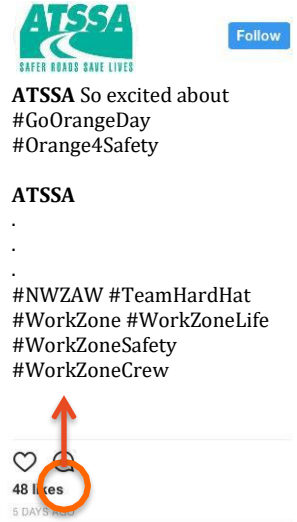 ATSSA
SAFER ROADS SAVE LIVES
Follow
ATSSA So excited about
#GoOrangeDay
#Orange4Safety
ATSSA
.
.
.
#NWZAW #TeamHardHat
#WorkZone #WorkZoneLife
#WorkZoneSafety
#WorkZoneCrew
48 likes
5 DAYS AGO